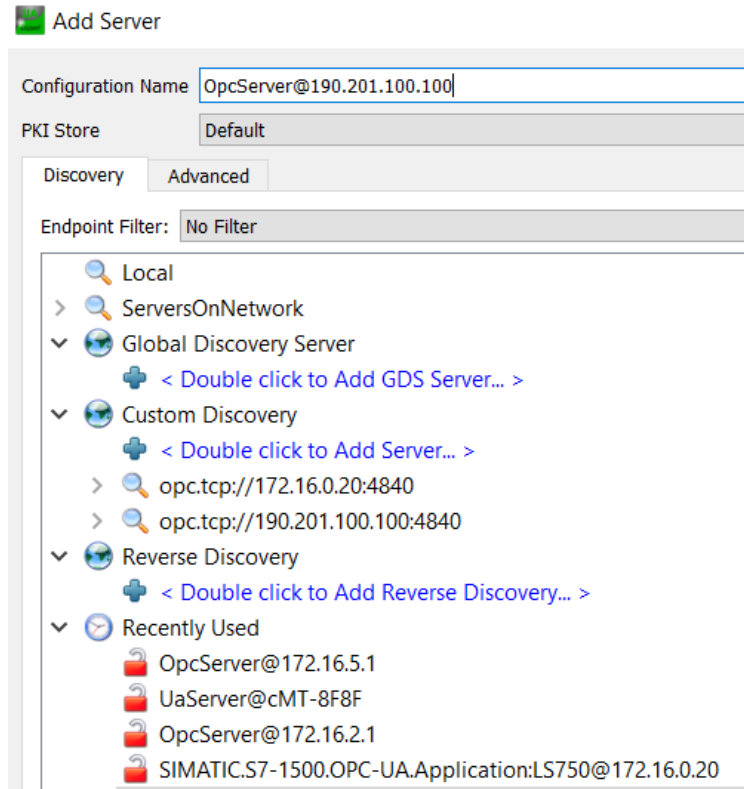 Add Server
Configuration Name OpcServer@190.201.100.100
PKI Store Default
Discovery Advanced
Endpoint Filter: No Filter
Local
ServersOnNetwork
Global Discovery Server
< Double click to Add GDS Server... >
Custom Discovery
< Double click to Add Server... >
opc.tcp://172.16.0.20:4840
opc.tcp://190.201.100.100:4840
Reverse Discovery
< Double click to Add Reverse Discovery... >
Recently Used
OpcServer@172.16.5.1
UaServer@cMT-8F8F
OpcServer@172.16.2.1
SIMATIC.S7-1500.OPC-UA.Application:LS750@172.16.0.20